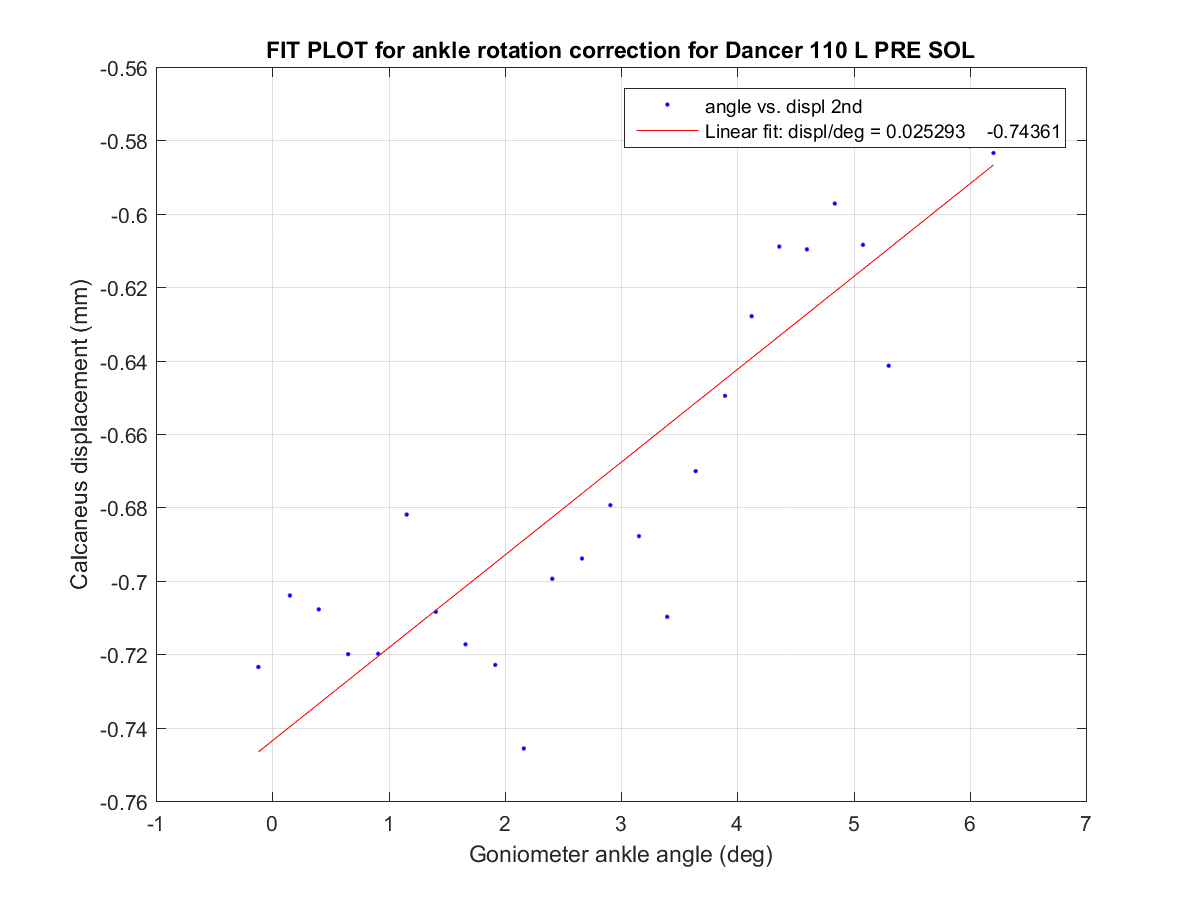 FIT PLOT for ankle rotation correction for Dancer 110 L PRE SOL
angle vs. displ 2nd
Linear fit: displ/deg = 0.025293 -0.74361
-0.56
-0.58
-0.6
-0.62
-0.64
-0.66
-0.68
-0.7
-0.72
-0.74
-0.76
Calcaneus displacement (mm)
-1 0 1 2 3 4 5 6 7
Goniometer ankle angle (deg)